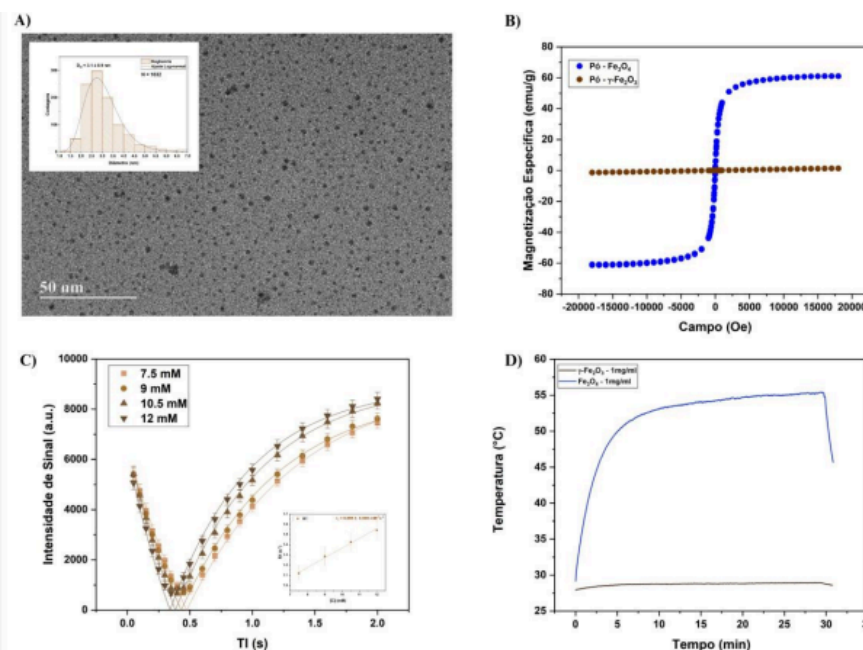 A)
Contagem
Diâmetro (nm)
50 nm
B)
Magnetização Específica (emu/g)
Pó - Fe3O4
Pó - γ-Fe2O3
80
60
40
20
0
-20
-40
-60
-80
-20000 -15000 -10000 -5000 0 5000 10000 15000 20000
Campo (Oe)
C)
Intensidade de Sinal (a.u.)
10000
8000
6000
4000
2000
0
7.5 mM
9 mM
10.5 mM
12 mM
0.0 0.5 1.0 1.5 2.0
TI (s)
D)
Temperatura (°C)
60
55
50
45
40
35
30
25
γ-Fe2O3 - 1mg/ml
Fe3O4 - 1mg/ml
0 5 10 15 20 25 30
Tempo (min)